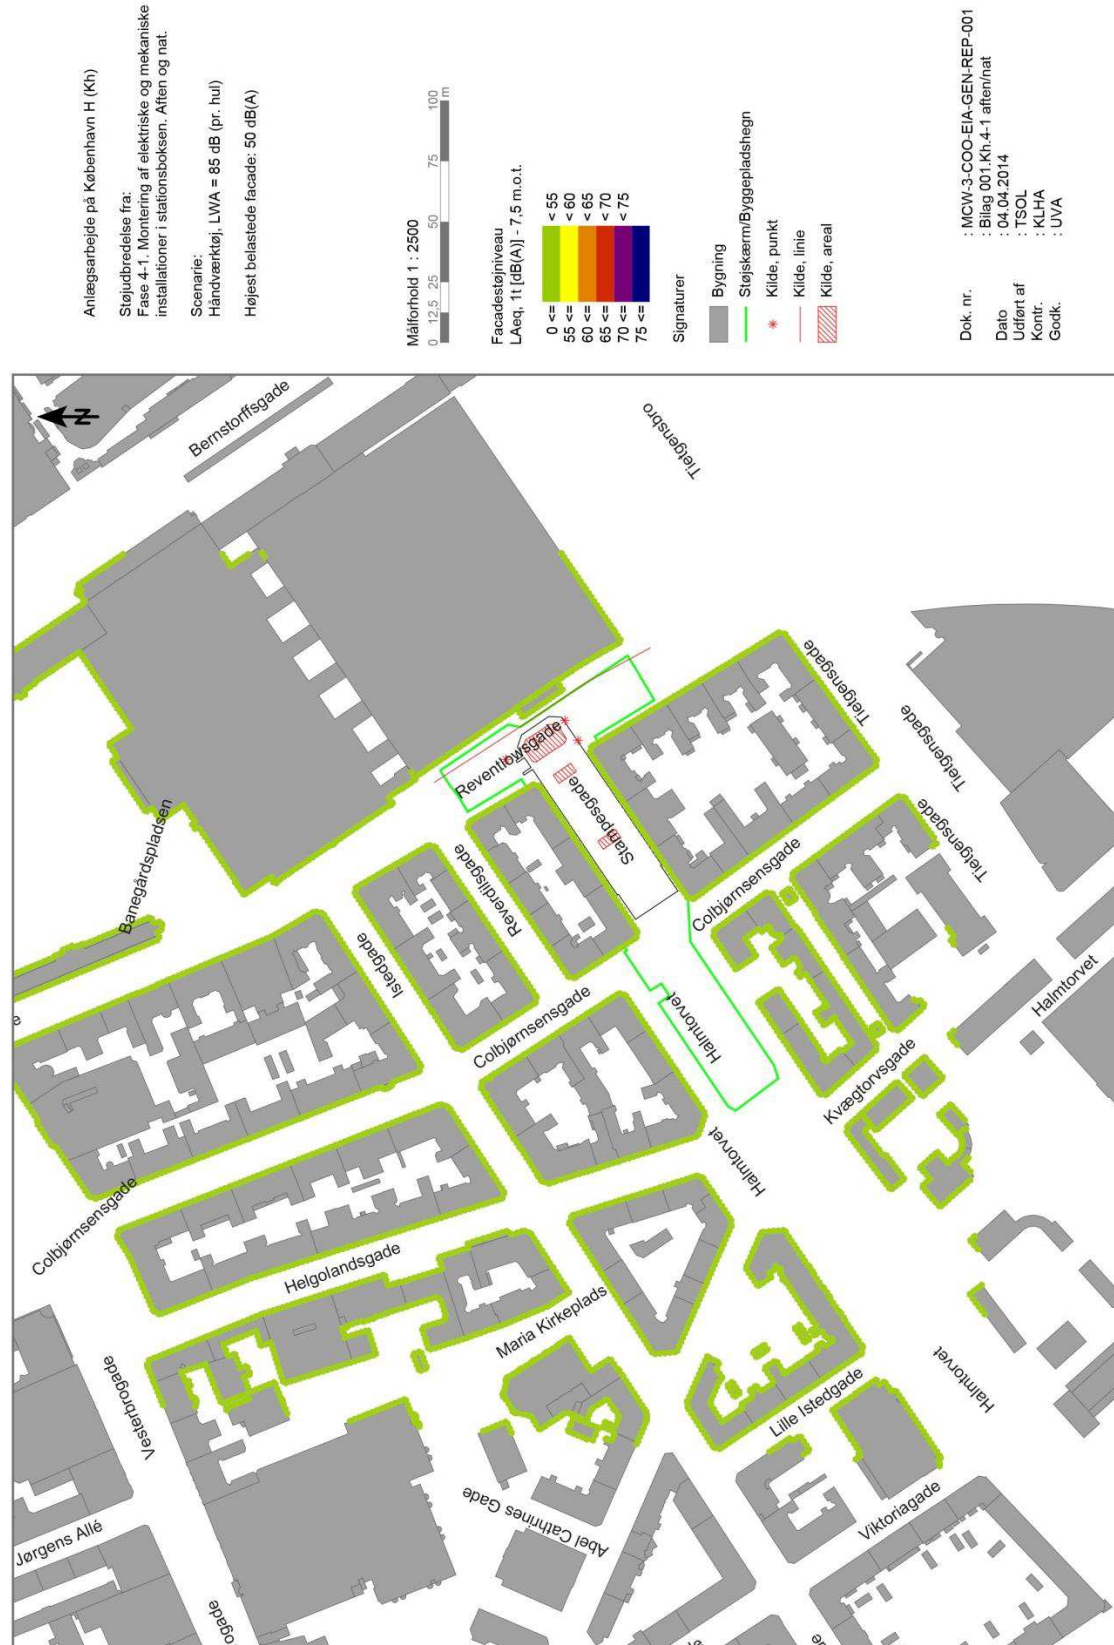 Anlægsarbejde på København H (Kh)
Støjudbredelse fra:
Fase 4-1. Montering af elektriske og mekaniske
installationer i stationsboksen. Aften og nat.
Scenarie:
Håndværktøj, LWA = 85 dB (pr. hul)
Højest belastede facade: 50 dB(A)
Målforhold 1 : 2500
0 12,5 25 50 75 100
m
Facadestøjniveau
LAeq, 1t [dB(A)] - 7,5 m.o.t.
0 <= < 55
55 <= < 60
60 <= < 65
65 <= < 70
70 <= < 75
75 <=
Signaturer
Bygning
Støjskærm/Byggepladshegn
Kilde, punkt
Kilde, linie
Kilde, areal
Dok. nr. : MCW-3-COO-EIA-GEN-REP-001
: Bilag 001.Kh.4-1 aften/nat
Dato : 04.04.2014
Udført af : TSOL
Kontr. : KLHA
Godk. : UVA
N
Bernstorffsgade
Tietgensbro
Banegårdspladsen
Reventlowsgade
Stampesgade
Tietgensgade
Tietgensgade
Tietgensgade
Istedgade
Reverdilsgade
Colbjørnsensgade
Colbjørnsensgade
Colbjørnsensgade
Halmtorvet
Halmtorvet
Halmtorvet
Halmtorvet
Kvægtorvsgade
Helgolandsgade
Maria Kirkeplads
Vesterbrogade
Abel Cathrines Gade
Lille Istedgade
Viktoriagade
Jørgens Allé
ogade
e